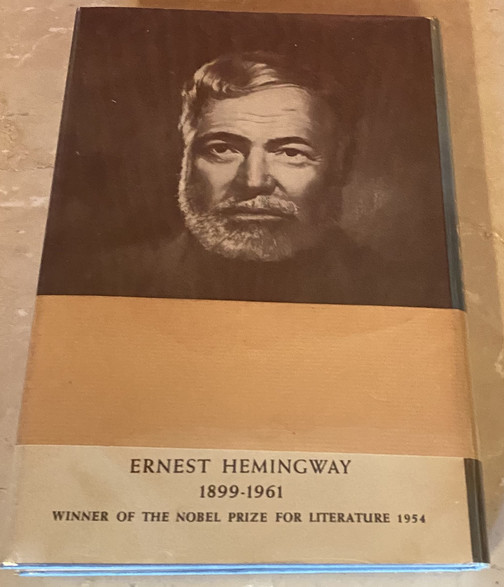 ERNEST HEMINGWAY
1899-1961
WINNER OF THE NOBEL PRIZE FOR LITERATURE 1954